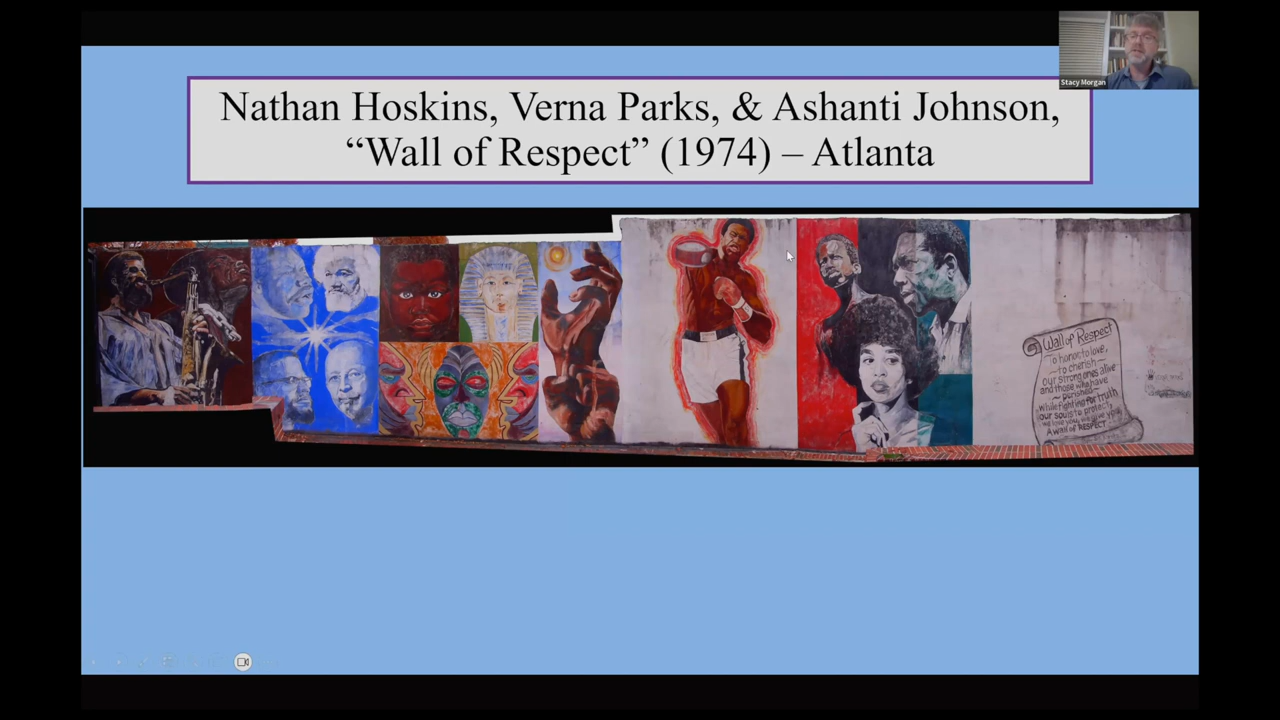 Nathan Hoskins, Verna Parks, & Ashanti Johnson,
“Wall of Respect” (1974) – Atlanta
Stacy Morgan
Wall of Respect
To honor to love,
to cherish —
our strong ones alive
and those who have
~ perished ~
While fighting for truth
our souls to protect,
we love you, we give you
A Wall of RESPECT